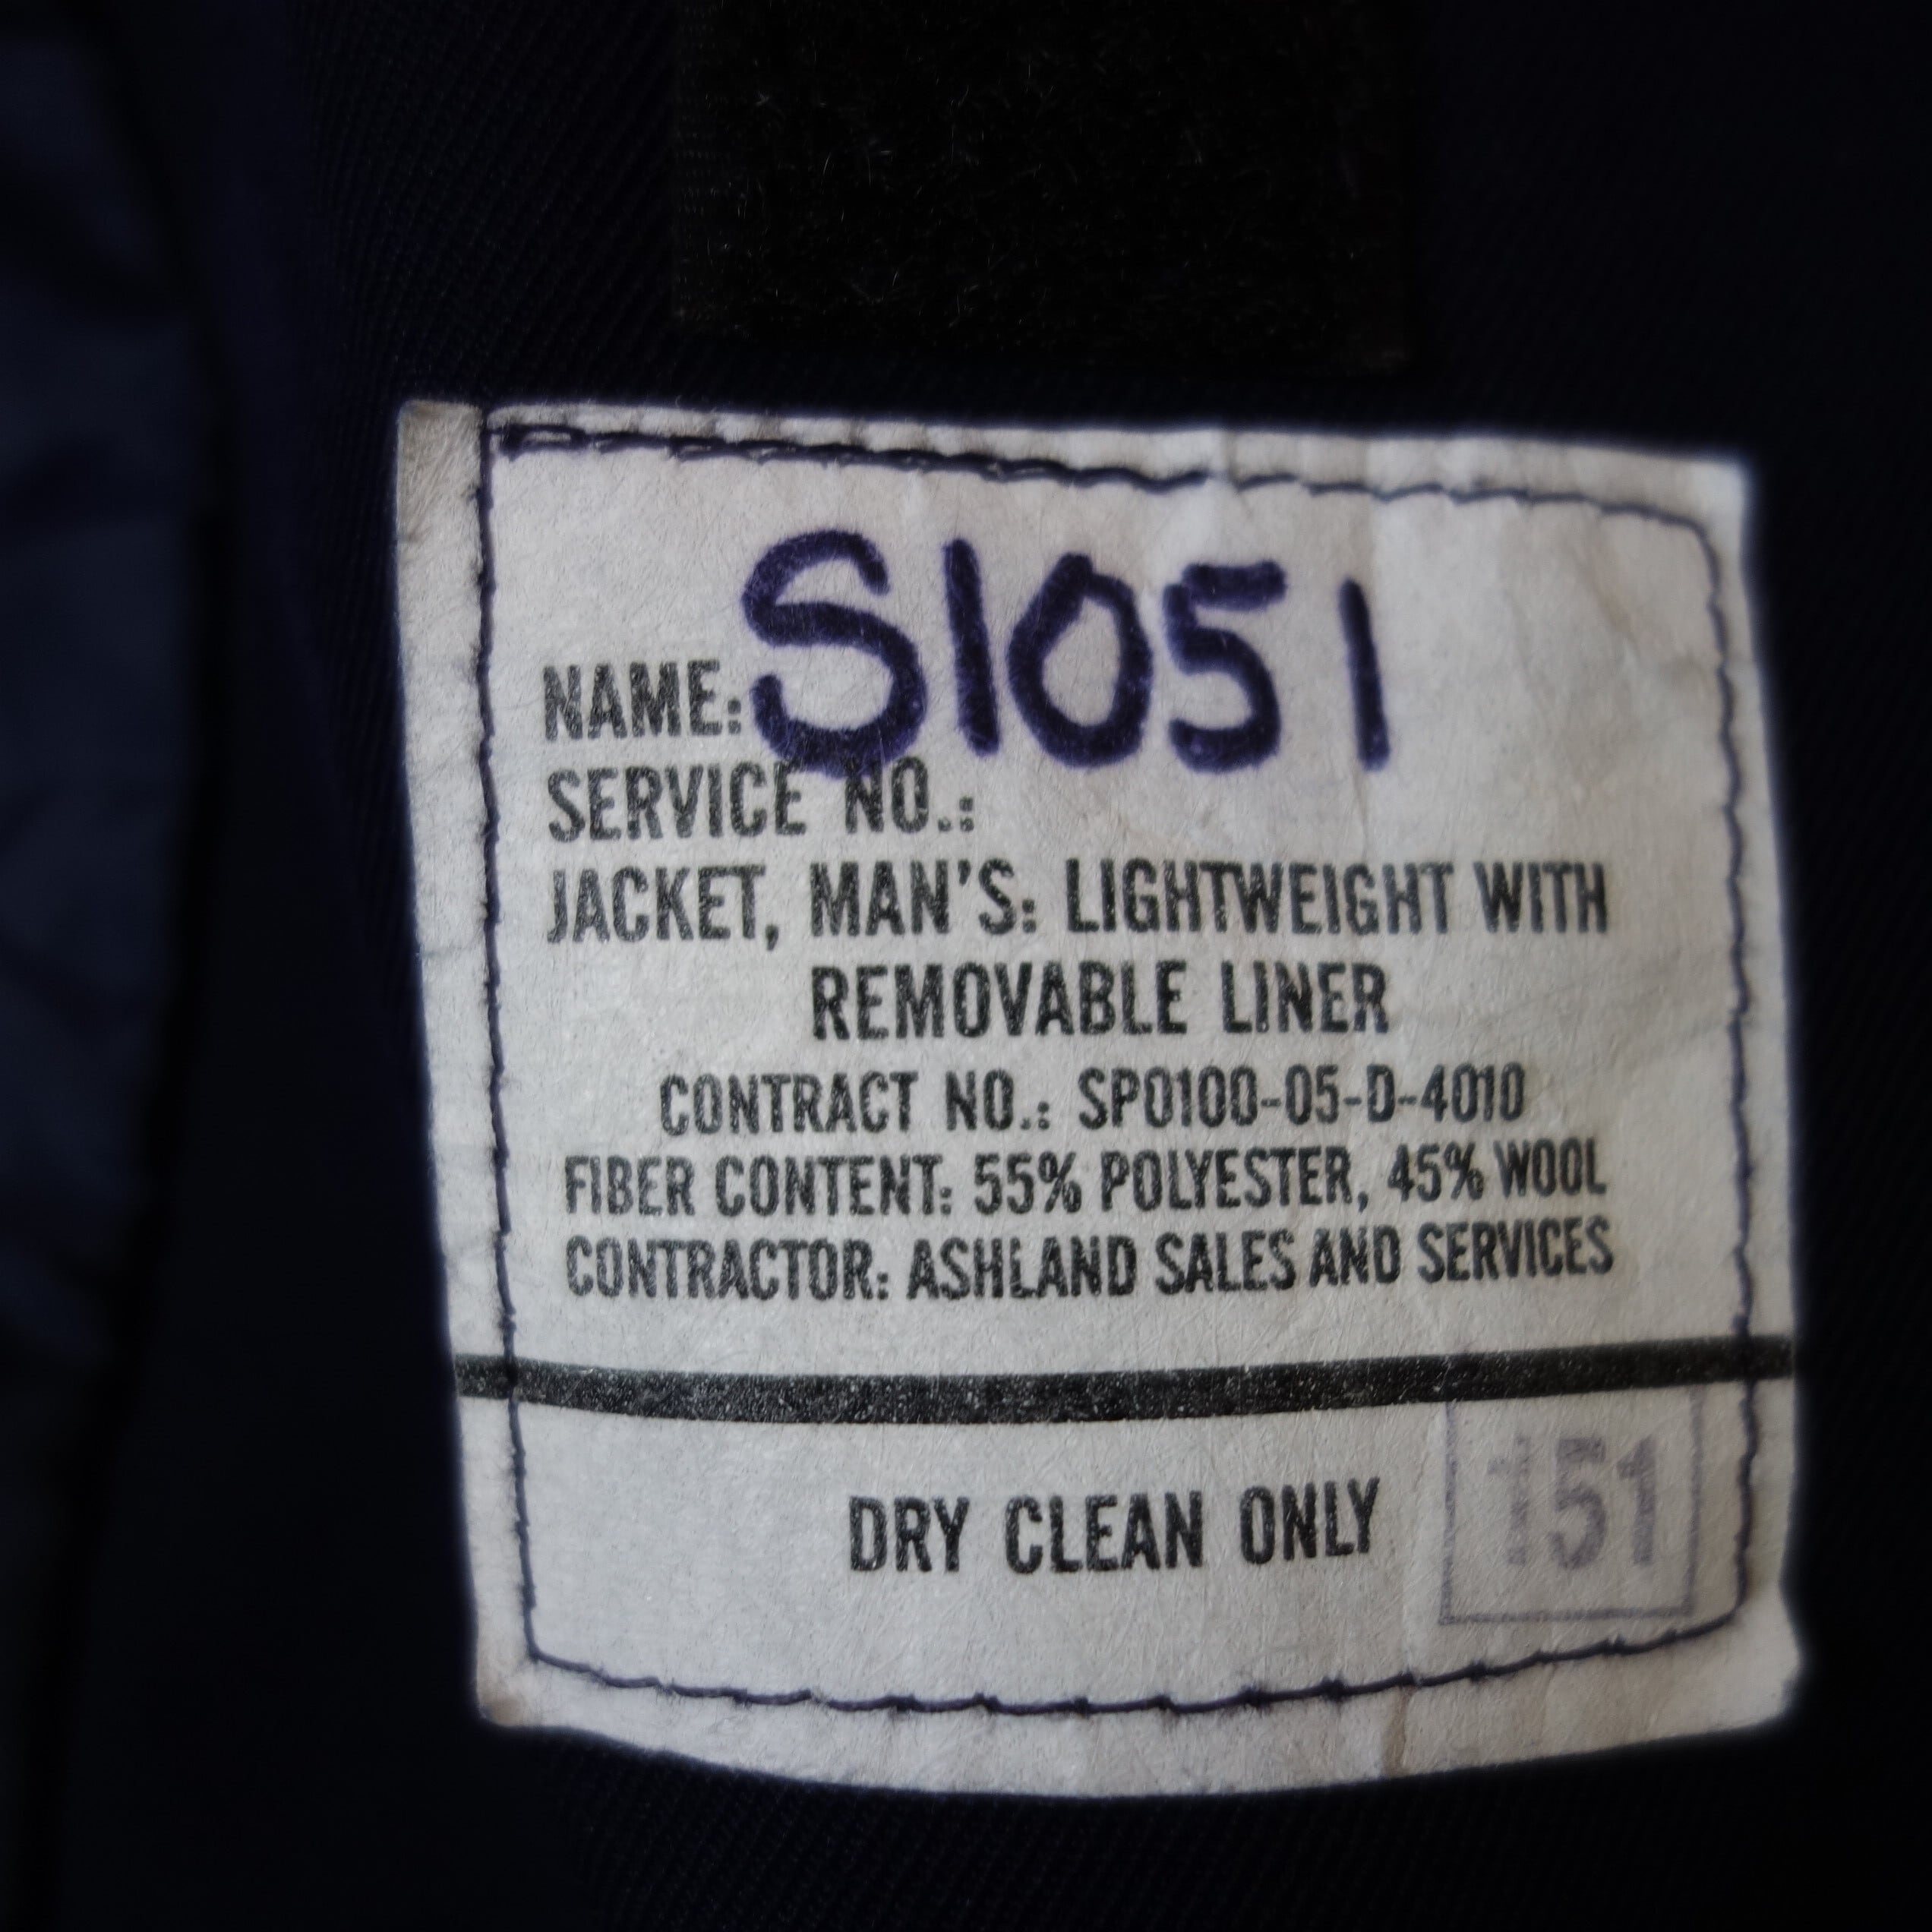 S1051
NAME:
SERVICE NO.:
JACKET, MAN'S: LIGHTWEIGHT WITH
REMOVABLE LINER
CONTRACT NO.: SP0100-05-D-4010
FIBER CONTENT: 55% POLYESTER, 45% WOOL
CONTRACTOR: ASHLAND SALES AND SERVICES
DRY CLEAN ONLY
151